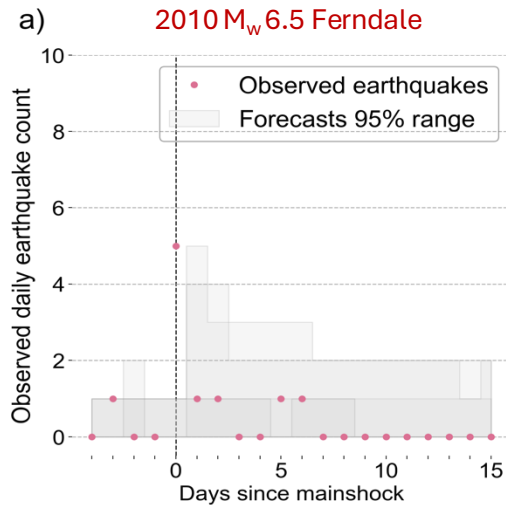 a) 2010 Mw 6.5 Ferndale
Observed earthquakes
Forecasts 95% range
Observed daily earthquake count
10
8
6
4
2
0
0 5 10 15
Days since mainshock